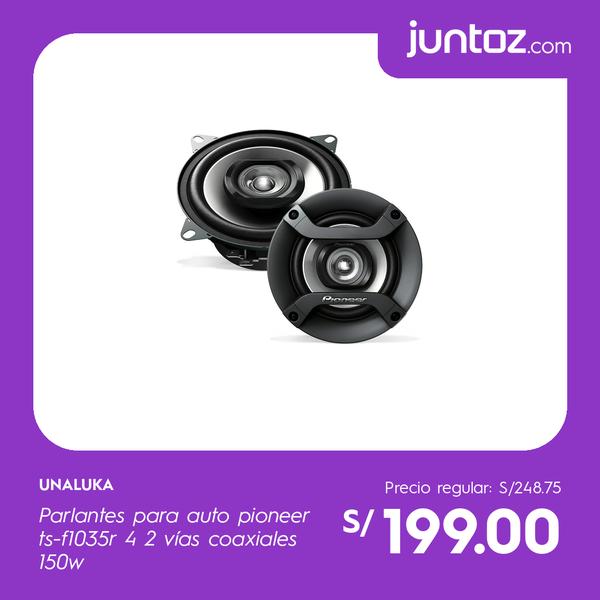 juntoz.com
Pioneer
UNALUKA
Parlantes para auto pioneer
ts-f1035r 4 2 vías coaxiales
150w
Precio regular: S/248.75
S/199.00